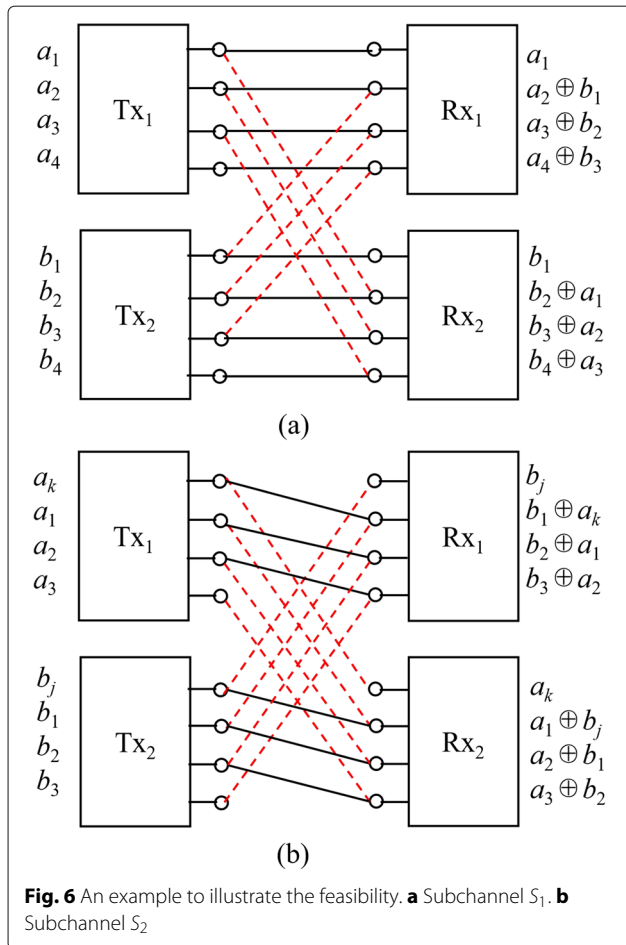 a₁ a₁
a₂ a₂ ⊕ b₁
Tx₁ Rx₁
a₃ a₃ ⊕ b₂
a₄ a₄ ⊕ b₃
b₁ b₁
b₂ b₂ ⊕ a₁
Tx₂ Rx₂
b₃ b₃ ⊕ a₂
b₄ b₄ ⊕ a₃
(a)
aₖ bⱼ
a₁ b₁ ⊕ aₖ
Tx₁ Rx₁
a₂ b₂ ⊕ a₁
a₃ b₃ ⊕ a₂
bⱼ aₖ
b₁ a₁ ⊕ bⱼ
Tx₂ Rx₂
b₂ a₂ ⊕ b₁
b₃ a₃ ⊕ b₂
(b)
Fig. 6 An example to illustrate the feasibility. a Subchannel S₁. b
Subchannel S₂